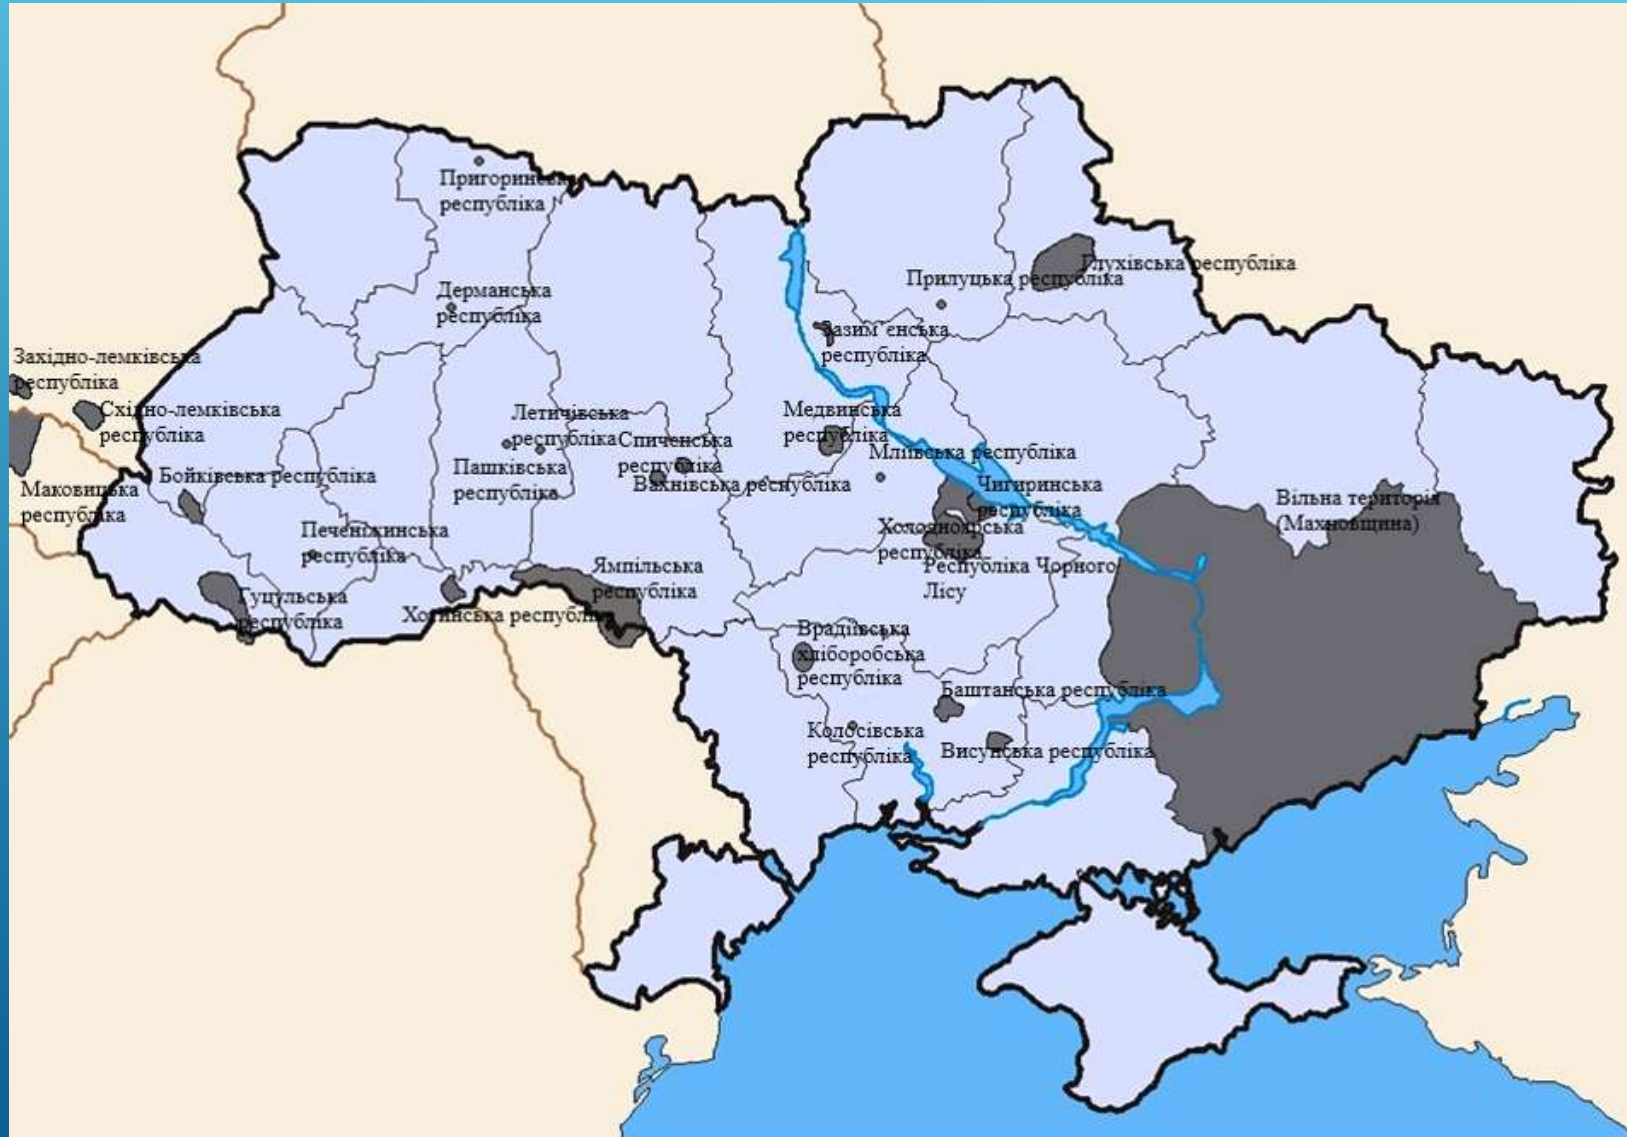 Пригоринська
республіка
Глухівська республіка
Прилуцька республіка
Дерманська
республіка
Зазим'єнська
республіка
Західно-лемківська
республіка
Східно-лемківська
республіка
Летичівська
республіка
Спиченська
республіка
Медвинська
республіка
Мліївська республіка
Пашківська
республіка
Вахнівська республіка
Бойківська республіка
Маковицька
республіка
Чигиринська
республіка
Вільна територія
(Махновщина)
Холодноярська
республіка
Печеніжинська
республіка
Республіка Чорного
Лісу
Ямпільська
республіка
Гуцульська
республіка
Хотинська республіка
Врадіївська
хліборобська
республіка
Баштанська республіка
Колосівська
республіка
Висунська республіка